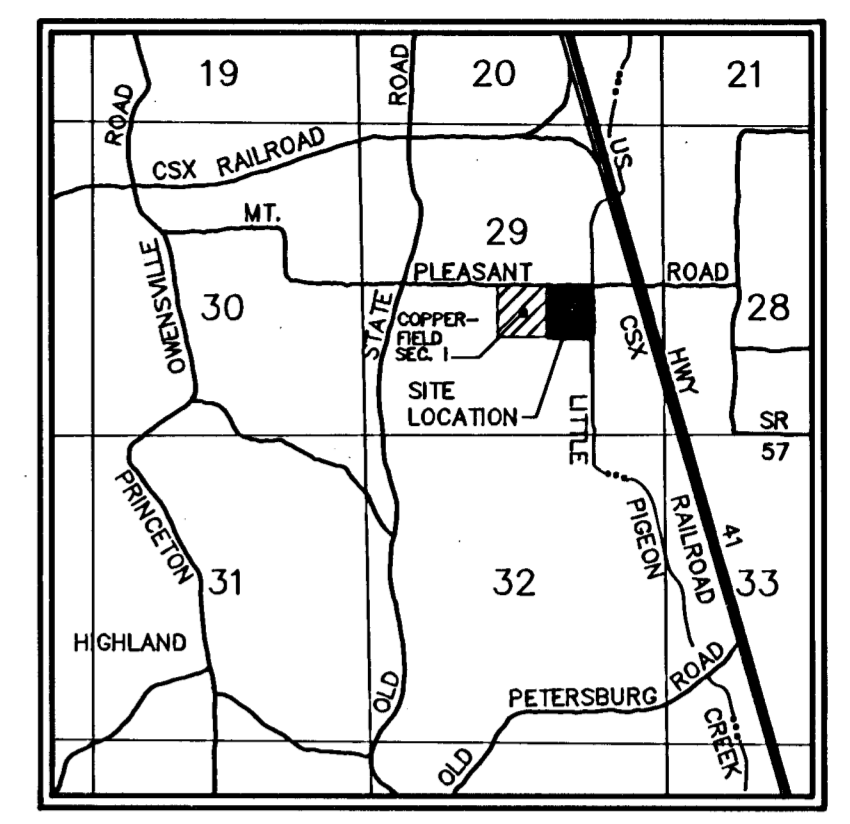 19
20
21
ROAD
ROAD
CSX RAILROAD
US
MT.
29
PLEASANT
ROAD
OWENSVILLE
30
STATE
COPPER-
FIELD
SEC. I
CSX
28
HWY
SITE
LOCATION
LITTLE
SR
57
PRINCETON
PIGEON
RAILROAD
41
31
32
33
HIGHLAND
OLD
PETERSBURG
ROAD
OLD
CREEK